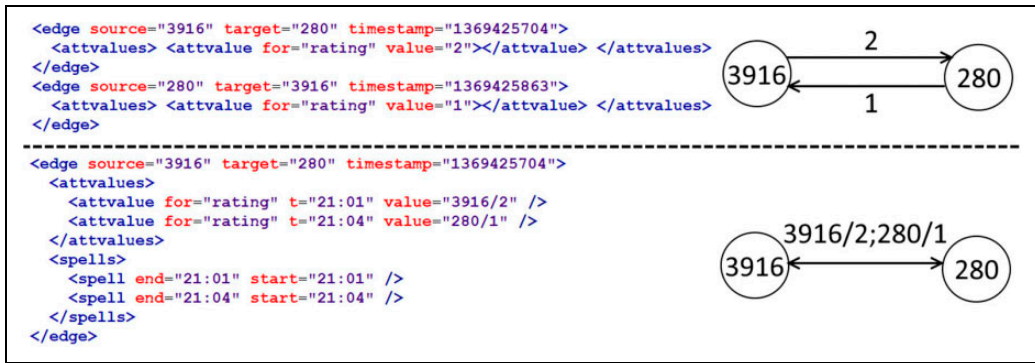 <edge source="3916" target="280" timestamp="1369425704">
<attvalues> <attvalue for="rating" value="2"></attvalue> </attvalues>
</edge>
<edge source="280" target="3916" timestamp="1369425863">
<attvalues> <attvalue for="rating" value="1"></attvalue> </attvalues>
</edge>
2
3916
280
1
<edge source="3916" target="280" timestamp="1369425704">
<attvalues>
<attvalue for="rating" t="21:01" value="3916/2" />
<attvalue for="rating" t="21:04" value="280/1" />
</attvalues>
<spells>
<spell end="21:01" start="21:01" />
<spell end="21:04" start="21:04" />
</spells>
</edge>
3916/2;280/1
3916
280